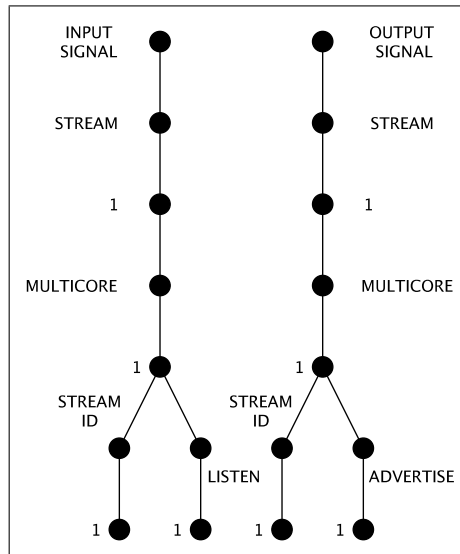 INPUT
SIGNAL
OUTPUT
SIGNAL
STREAM
STREAM
1
1
MULTICORE
MULTICORE
1
1
STREAM
ID
STREAM
ID
LISTEN
ADVERTISE
1
1
1
1